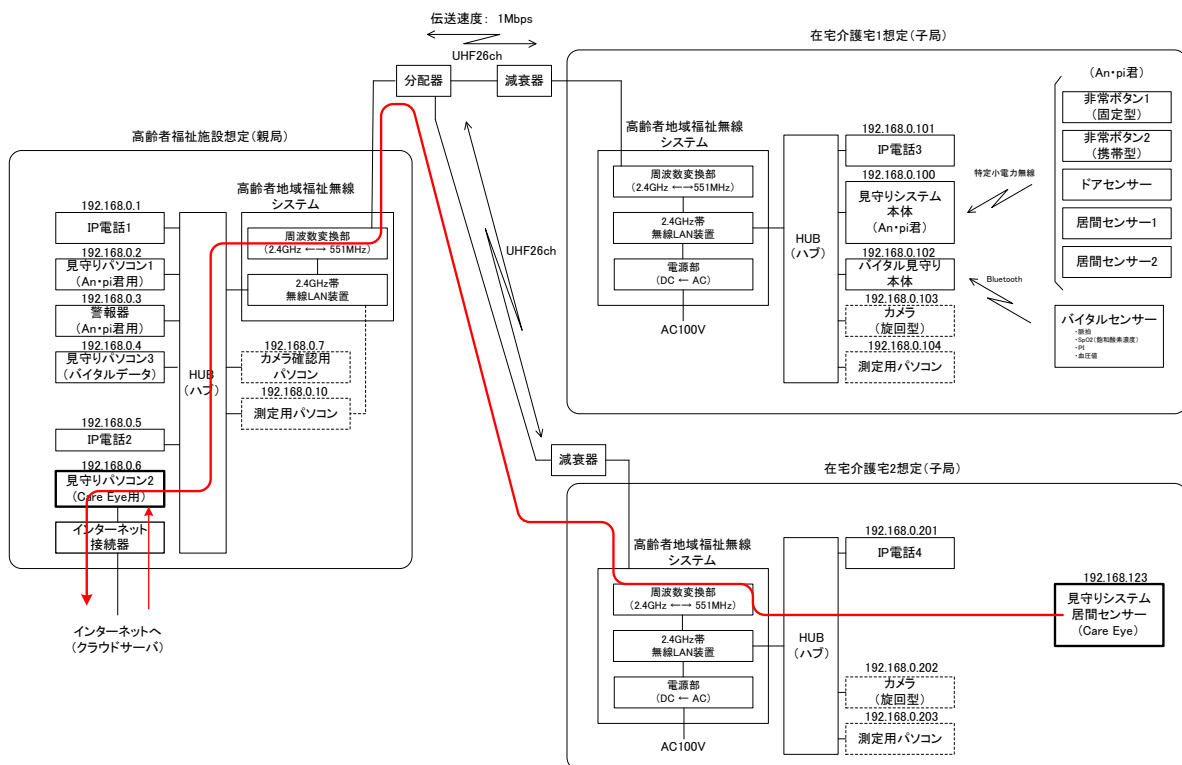 伝送速度： 1Mbps
UHF26ch
分配器
減衰器
UHF26ch
減衰器
高齢者福祉施設想定(親局)
192.168.0.1
IP電話1
192.168.0.2
見守りパソコン1
(An・pi君用)
192.168.0.3
警報器
(An・pi君用)
192.168.0.4
見守りパソコン3
(バイタルデータ)
192.168.0.5
IP電話2
192.168.0.6
見守りパソコン2
(Care Eye用)
インターネット
接続器
インターネットへ
(クラウドサーバ)
HUB
(ハブ)
高齢者地域福祉無線
システム
周波数変換部
(2.4GHz ←→ 551MHz)
2.4GHz帯
無線LAN装置
192.168.0.7
カメラ確認用
パソコン
192.168.0.10
測定用パソコン
在宅介護宅1想定(子局)
高齢者地域福祉無線
システム
周波数変換部
(2.4GHz ←→551MHz)
2.4GHz帯
無線LAN装置
電源部
(DC ← AC)
AC100V
HUB
(ハブ)
192.168.0.101
IP電話3
192.168.0.100
見守りシステム
本体
(An・pi君)
192.168.0.102
バイタル見守り
本体
192.168.0.103
カメラ
(旋回型)
192.168.0.104
測定用パソコン
特定小電力無線
Bluetooth
(An・pi君)
非常ボタン1
(固定型)
非常ボタン2
(携帯型)
ドアセンサー
居間センサー1
居間センサー2
バイタルセンサー
・脈拍
・SpO2(飽和酸素濃度)
・PI
・血圧値
在宅介護宅2想定(子局)
高齢者地域福祉無線
システム
周波数変換部
(2.4GHz ←→ 551MHz)
2.4GHz帯
無線LAN装置
電源部
(DC ← AC)
AC100V
HUB
(ハブ)
192.168.0.201
IP電話4
192.168.0.202
カメラ
(旋回型)
192.168.0.203
測定用パソコン
192.168.123
見守りシステム
居間センサー
(Care Eye)